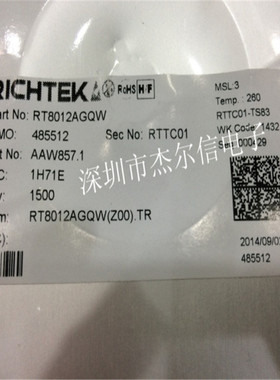 RICHTEK RoHS HF
MSL:3
Temp.: 260
RTTC01-TS83
art No: RT8012AGQW
WK Code: 1432
MO: 485512 Sec No: RTTC01
深圳市杰尔信电子
art No: AAW857.1
C: 1H71E
y: 1500
m: RT8012AGQW(Z00).TR
2014/09/0
485512